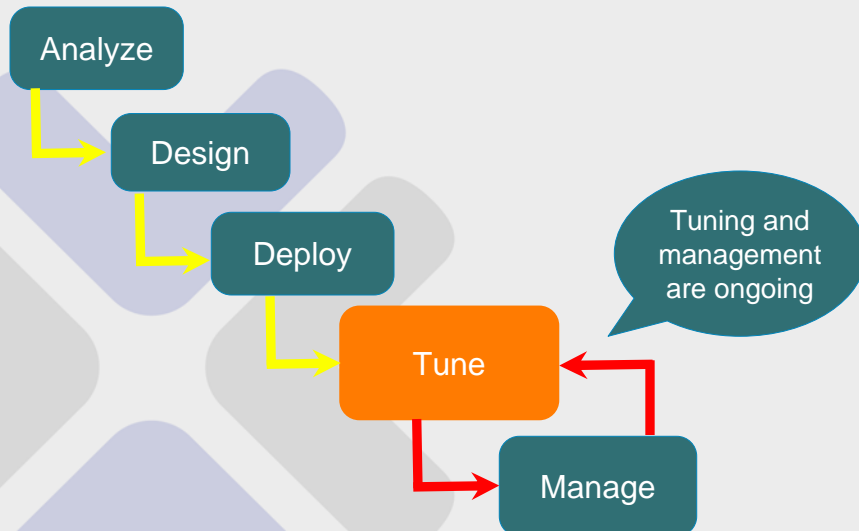 Analyze
Design
Deploy
Tuning and
management
are ongoing
Tune
Manage